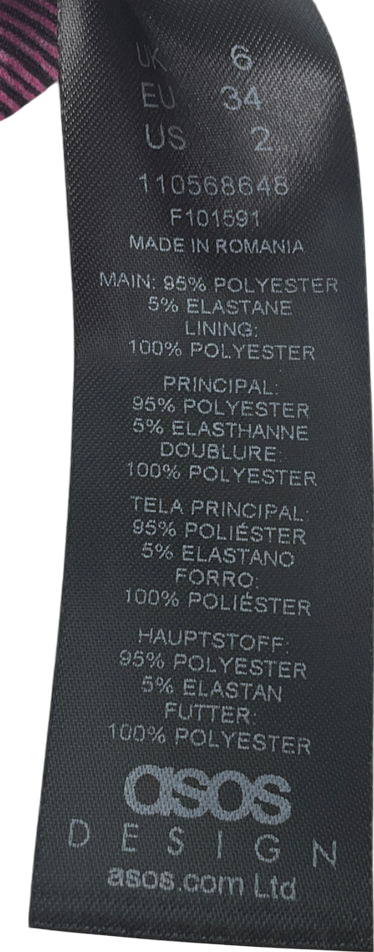 UK 6
EU 34
US 2
110568648
F101591
MADE IN ROMANIA
MAIN: 95% POLYESTER
5% ELASTANE
LINING:
100% POLYESTER
PRINCIPAL:
95% POLYESTER
5% ELASTHANNE
DOUBLURE:
100% POLYESTER
TELA PRINCIPAL:
95% POLIÉSTER
5% ELASTANO
FORRO:
100% POLIÉSTER
HAUPTSTOFF:
95% POLYESTER
5% ELASTAN
FUTTER:
100% POLYESTER
asos
DESIGN
asos.com Ltd